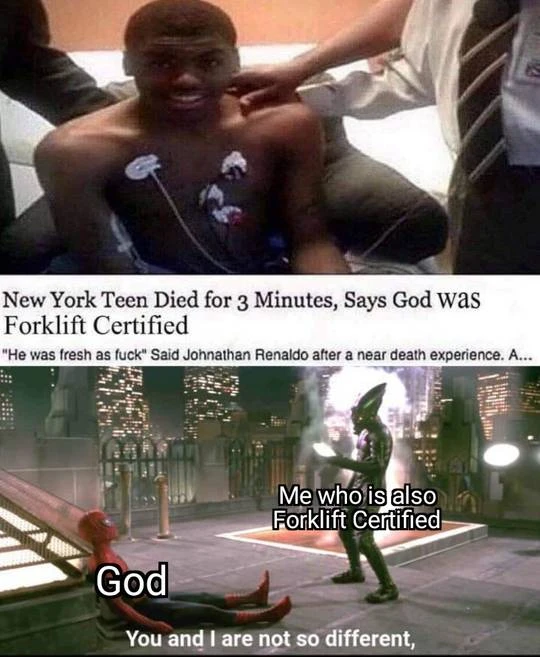 New York Teen Died for 3 Minutes, Says God was
Forklift Certified
"He was fresh as fuck" Said Johnathan Renaldo after a near death experience. A...
Me who is also
Forklift Certified
God
You and I are not so different,